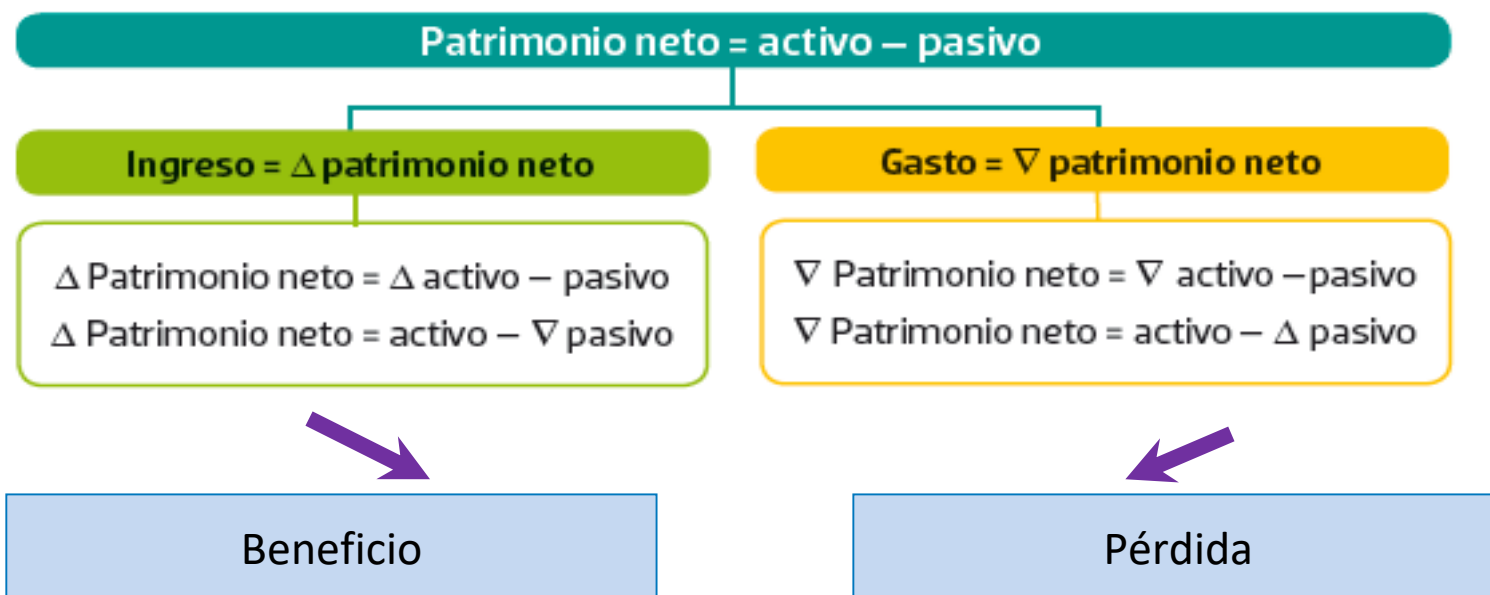 Patrimonio neto = activo – pasivo
Ingreso = Δ patrimonio neto
Δ Patrimonio neto = Δ activo – pasivo
Δ Patrimonio neto = activo – ∇ pasivo
Gasto = ∇ patrimonio neto
∇ Patrimonio neto = ∇ activo –pasivo
∇ Patrimonio neto = activo – Δ pasivo
Beneficio
Pérdida